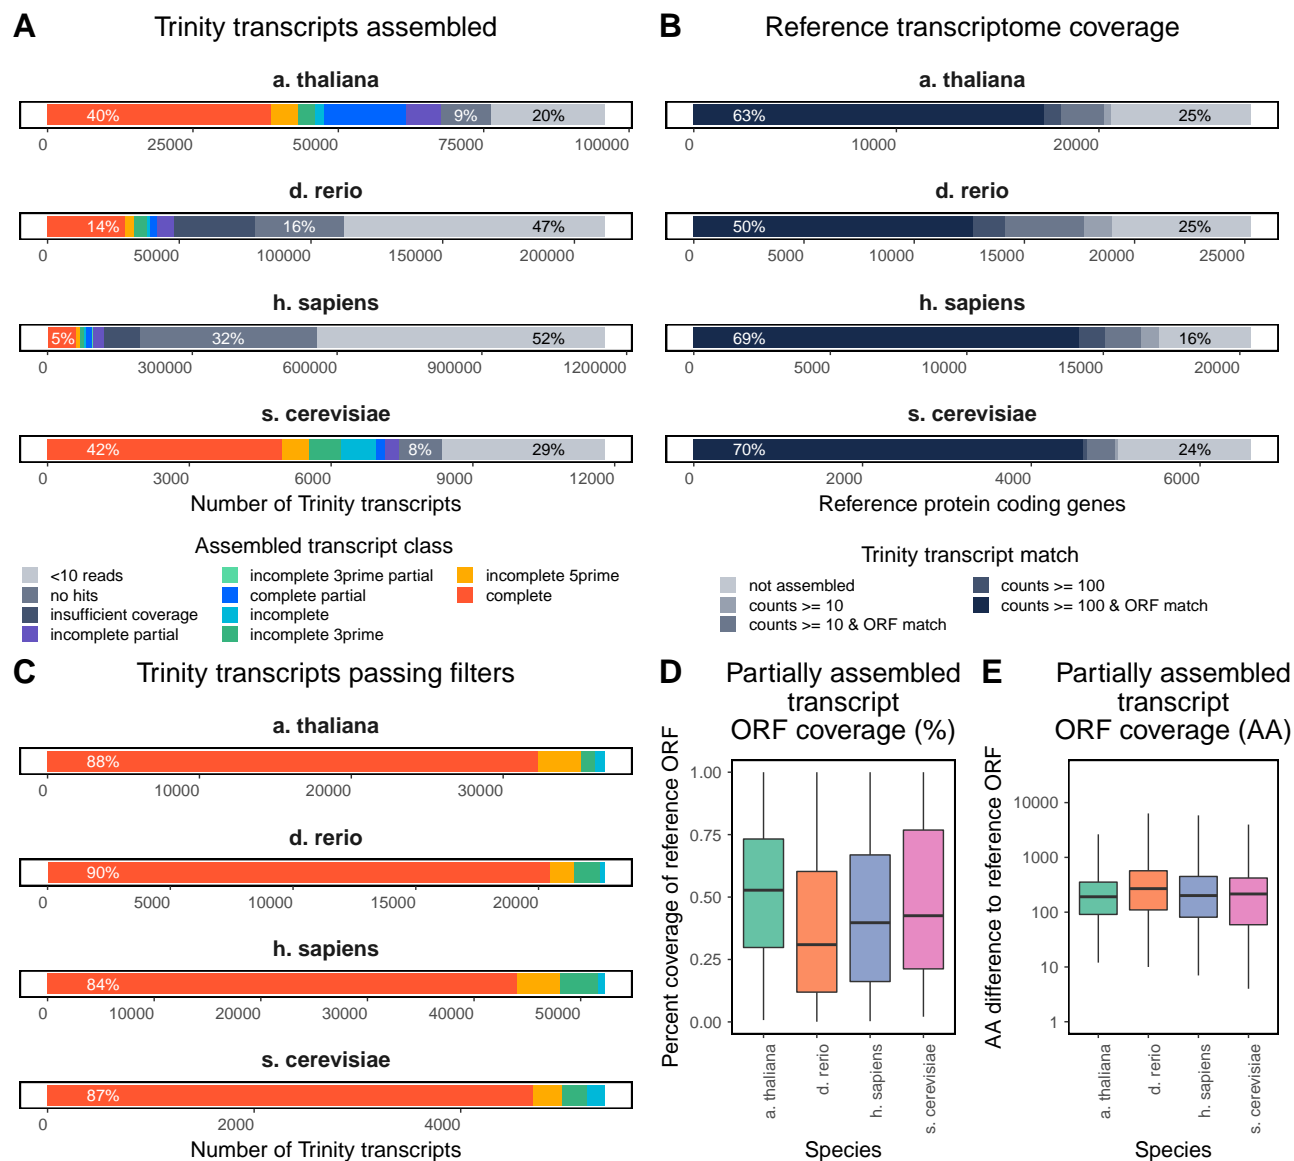 A Trinity transcripts assembled
a. thaliana
40% 9% 20%
0 25000 50000 75000 100000
d. rerio
14% 16% 47%
0 50000 100000 150000 200000
h. sapiens
5% 32% 52%
0 300000 600000 900000 1200000
s. cerevisiae
42% 8% 29%
0 3000 6000 9000 12000
Number of Trinity transcripts
Assembled transcript class
<10 reads
no hits
insufficient coverage
incomplete partial
incomplete 3prime partial
complete partial
incomplete
incomplete 3prime
incomplete 5prime
complete
B Reference transcriptome coverage
a. thaliana
63% 25%
0 10000 20000
d. rerio
50% 25%
0 5000 10000 15000 20000 25000
h. sapiens
69% 16%
0 5000 10000 15000 20000
s. cerevisiae
70% 24%
0 2000 4000 6000
Reference protein coding genes
Trinity transcript match
not assembled
counts >= 10
counts >= 10 & ORF match
counts >= 100
counts >= 100 & ORF match
C Trinity transcripts passing filters
a. thaliana
88%
0 10000 20000 30000
d. rerio
90%
0 5000 10000 15000 20000
h. sapiens
84%
0 10000 20000 30000 40000 50000
s. cerevisiae
87%
0 2000 4000
Number of Trinity transcripts
D Partially assembled
transcript
ORF coverage (%)
Percent coverage of reference ORF
1.00
0.75
0.50
0.25
0.00
a. thaliana
d. rerio
h. sapiens
s. cerevisiae
Species
E Partially assembled
transcript
ORF coverage (AA)
AA difference to reference ORF
10000
1000
100
10
1
a. thaliana
d. rerio
h. sapiens
s. cerevisiae
Species